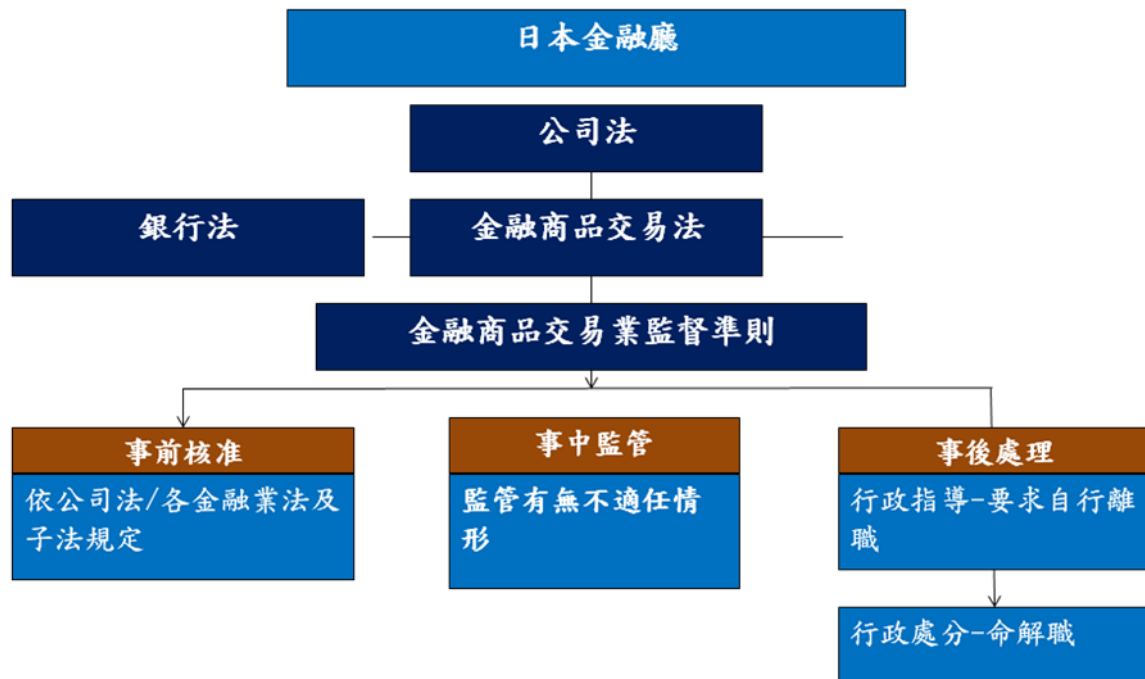 日本金融廳
公司法
銀行法
金融商品交易法
金融商品交易業監督準則
事前核准
依公司法/各金融業法及
子法規定
事中監管
監管有無不適任情
形
事後處理
行政指導-要求自行離
職
行政處分-命解職